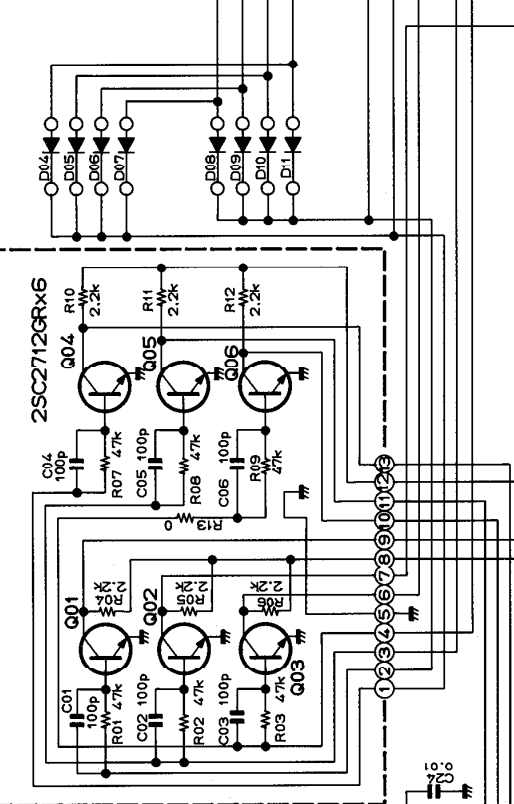 D04
D05
D06
D07
D08
D09
D10
D11
2SC2712GRx6
R10
2.2k
R11
2.2k
R12
2.2k
Q04
Q05
Q06
C04
100p
R07
47k
C05
100p
R08
47k
C06
100p
R09
47k
R13
0
13
12
11
10
9
8
7
6
5
4
3
2
1
Q01
R04
2.2k
Q02
R05
2.2k
R06
2.2k
Q03
C01
100p
R01
47k
C02
100p
R02
47k
C03
100p
R03
47k
C24
0.01